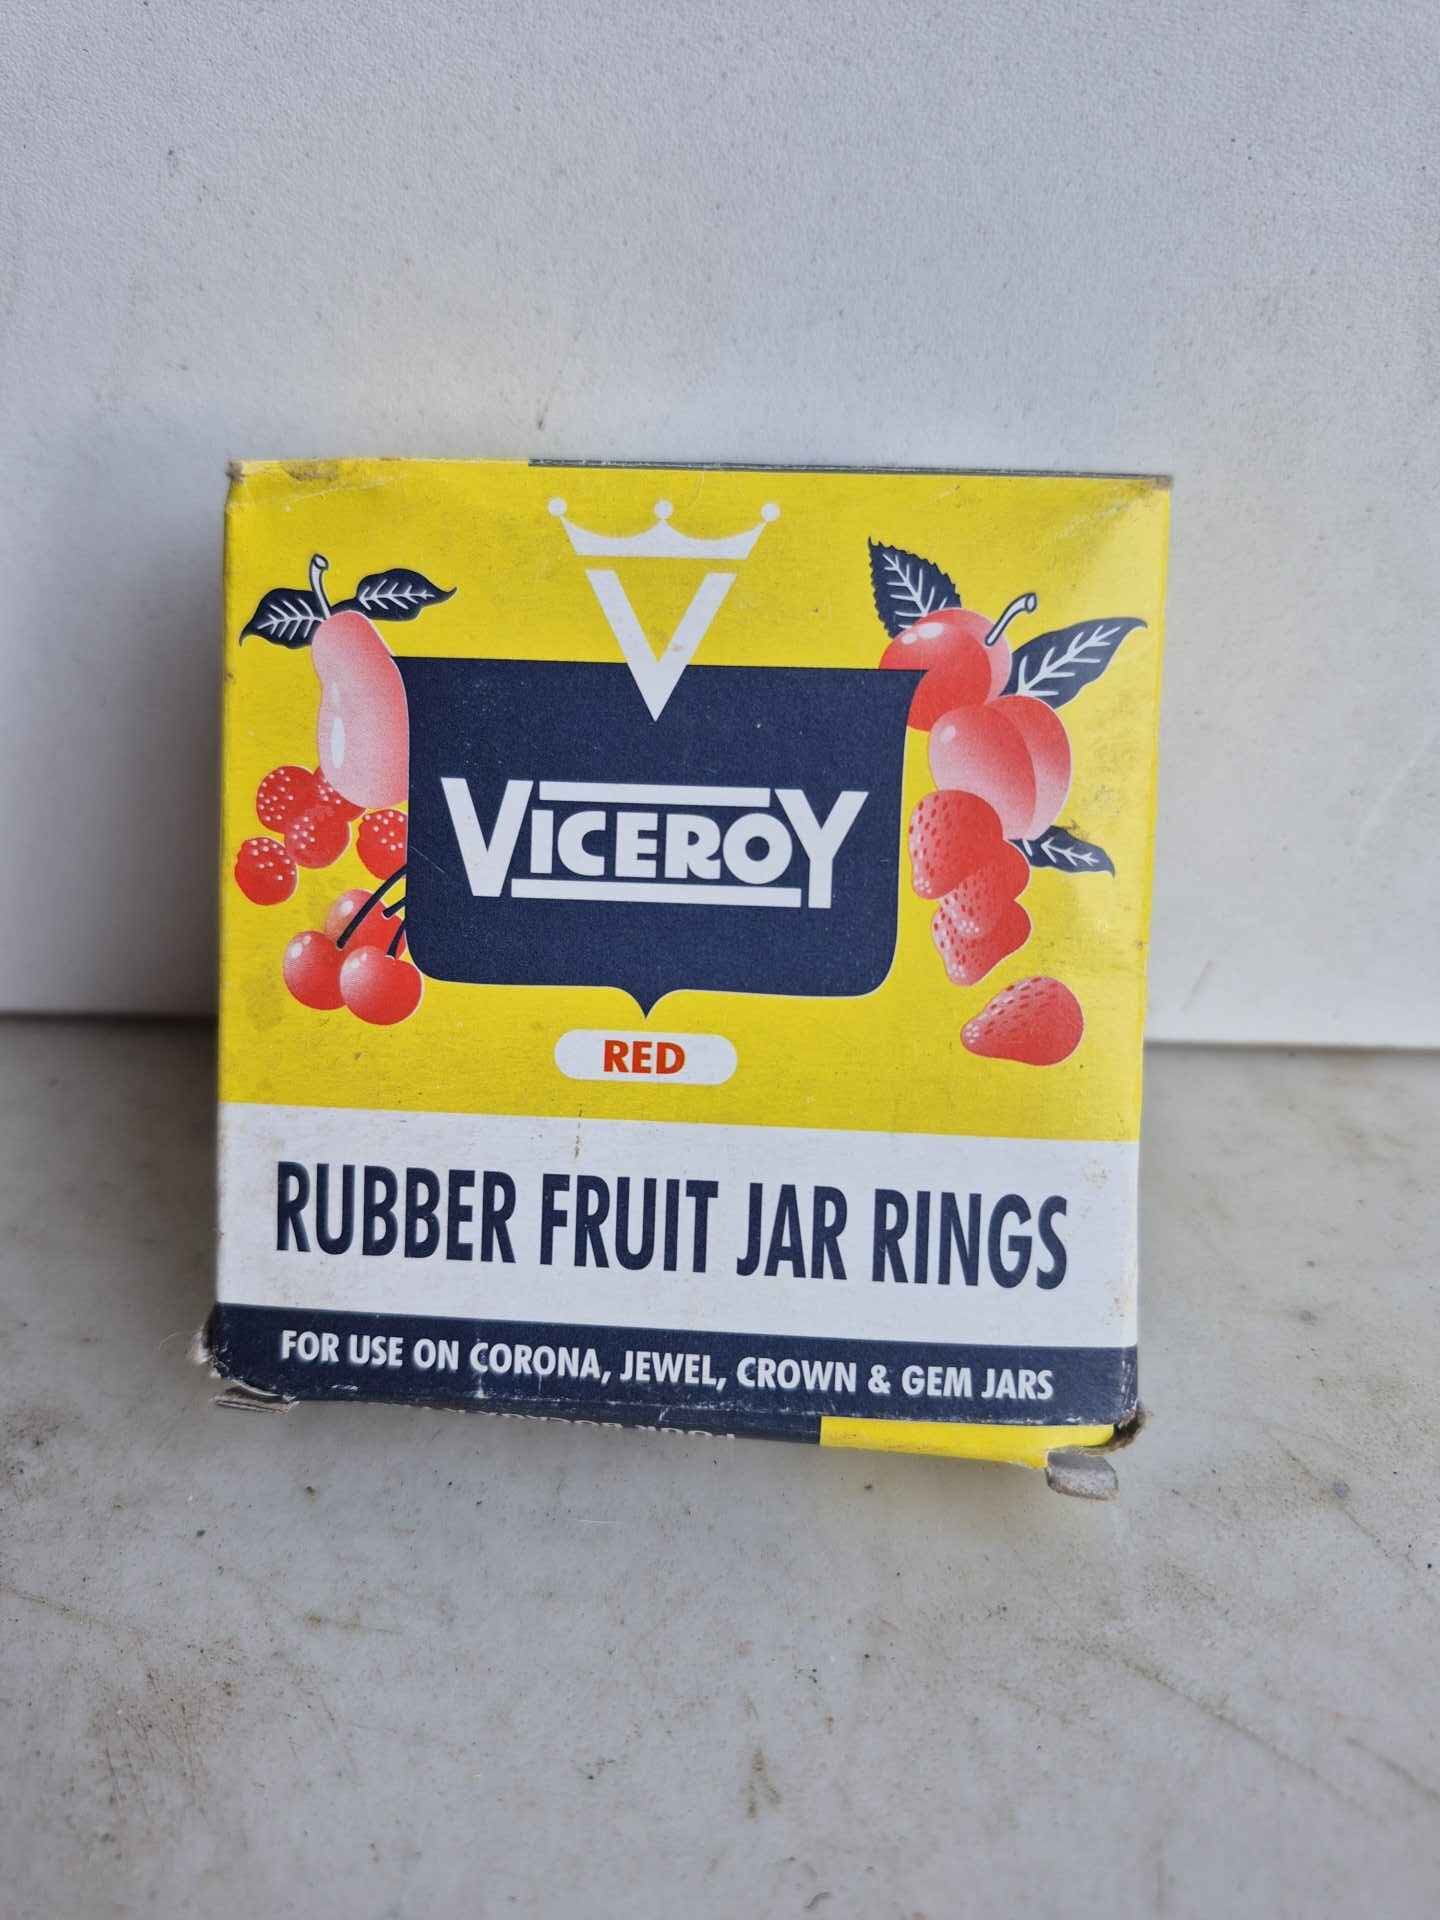 V
VICEROY
RED
RUBBER FRUIT JAR RINGS
FOR USE ON CORONA, JEWEL, CROWN & GEM JARS